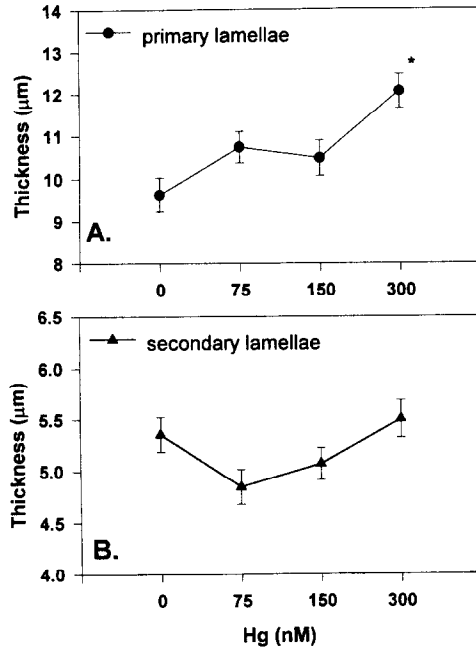 14
13
12
11
10
9
8
Thickness (µm)
primary lamellae
*
A.
0 75 150 300
6.5
6.0
5.5
5.0
4.5
4.0
Thickness (µm)
secondary lamellae
B.
0 75 150 300
Hg (nM)